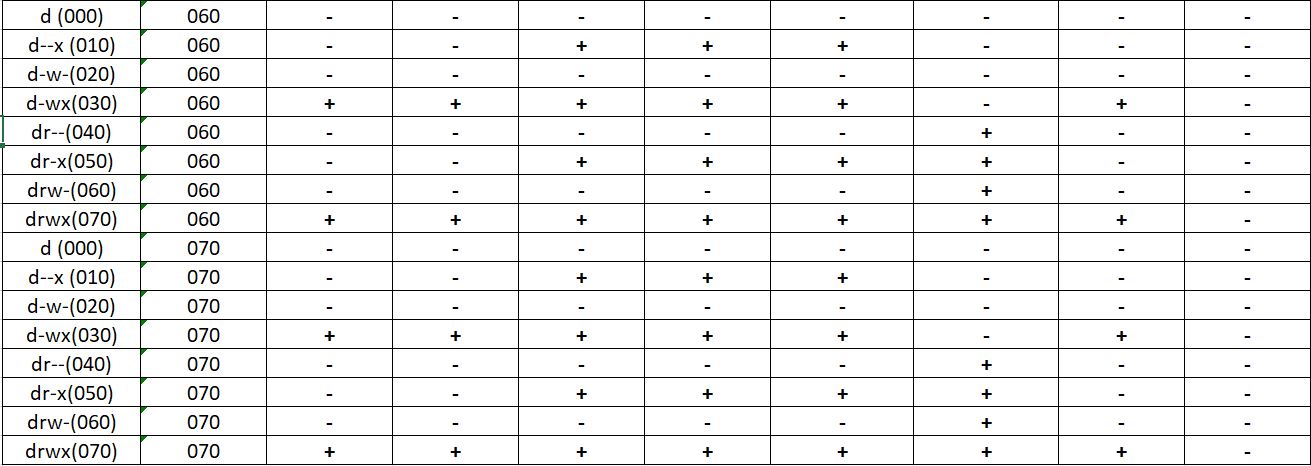 d (000) 060 - - - - - - - -
d--x (010) 060 - - + + + - - -
d-w-(020) 060 - - - - - - - -
d-wx(030) 060 + + + + + - + -
dr--(040) 060 - - - - - + - -
dr-x(050) 060 - - + + + + - -
drw-(060) 060 - - - - - + - -
drwx(070) 060 + + + + + + + -
d (000) 070 - - - - - - - -
d--x (010) 070 - - + + + - - -
d-w-(020) 070 - - - - - - - -
d-wx(030) 070 + + + + + - + -
dr--(040) 070 - - - - - + - -
dr-x(050) 070 - - + + + + - -
drw-(060) 070 - - - - - + - -
drwx(070) 070 + + + + + + + -